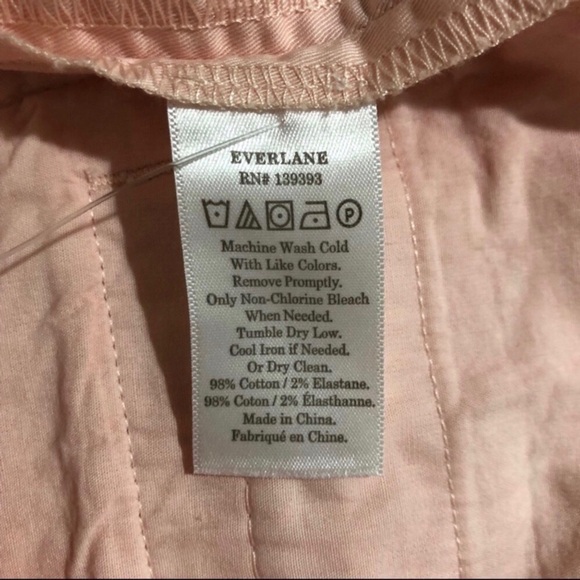 EVERLANE
RN# 139393
P
Machine Wash Cold
With Like Colors.
Remove Promptly.
Only Non-Chlorine Bleach
When Needed.
Tumble Dry Low.
Cool Iron if Needed.
Or Dry Clean.
98% Cotton / 2% Elastane.
98% Coton / 2% Élasthanne.
Made in China.
Fabriqué en Chine.